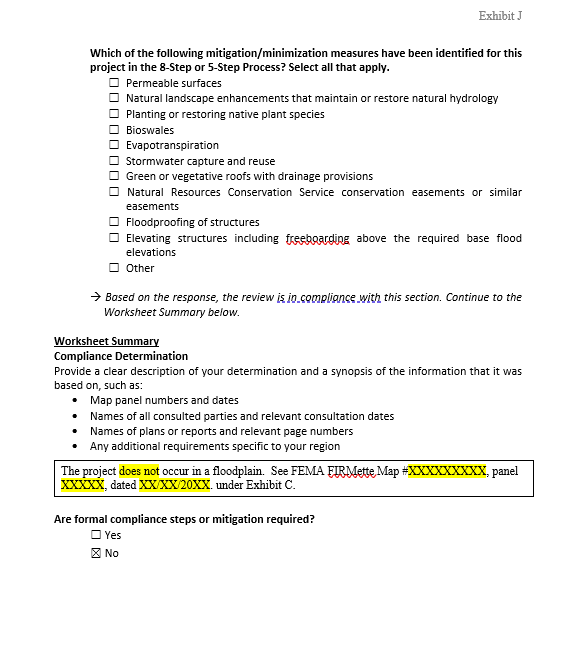 Exhibit J
Which of the following mitigation/minimization measures have been identified for this
project in the 8-Step or 5-Step Process? Select all that apply.
☐ Permeable surfaces
☐ Natural landscape enhancements that maintain or restore natural hydrology
☐ Planting or restoring native plant species
☐ Bioswales
☐ Evapotranspiration
☐ Stormwater capture and reuse
☐ Green or vegetative roofs with drainage provisions
☐ Natural Resources Conservation Service conservation easements or similar
easements
☐ Floodproofing of structures
☐ Elevating structures including freeboarding above the required base flood
elevations
☐ Other
→ Based on the response, the review is in compliance with this section. Continue to the
Worksheet Summary below.
Worksheet Summary
Compliance Determination
Provide a clear description of your determination and a synopsis of the information that it was
based on, such as:
• Map panel numbers and dates
• Names of all consulted parties and relevant consultation dates
• Names of plans or reports and relevant page numbers
• Any additional requirements specific to your region
The project does not occur in a floodplain. See FEMA FIRMette Map #XXXXXXXXX, panel
XXXXX, dated XX/XX/20XX. under Exhibit C.
Are formal compliance steps or mitigation required?
☐ Yes
☒ No